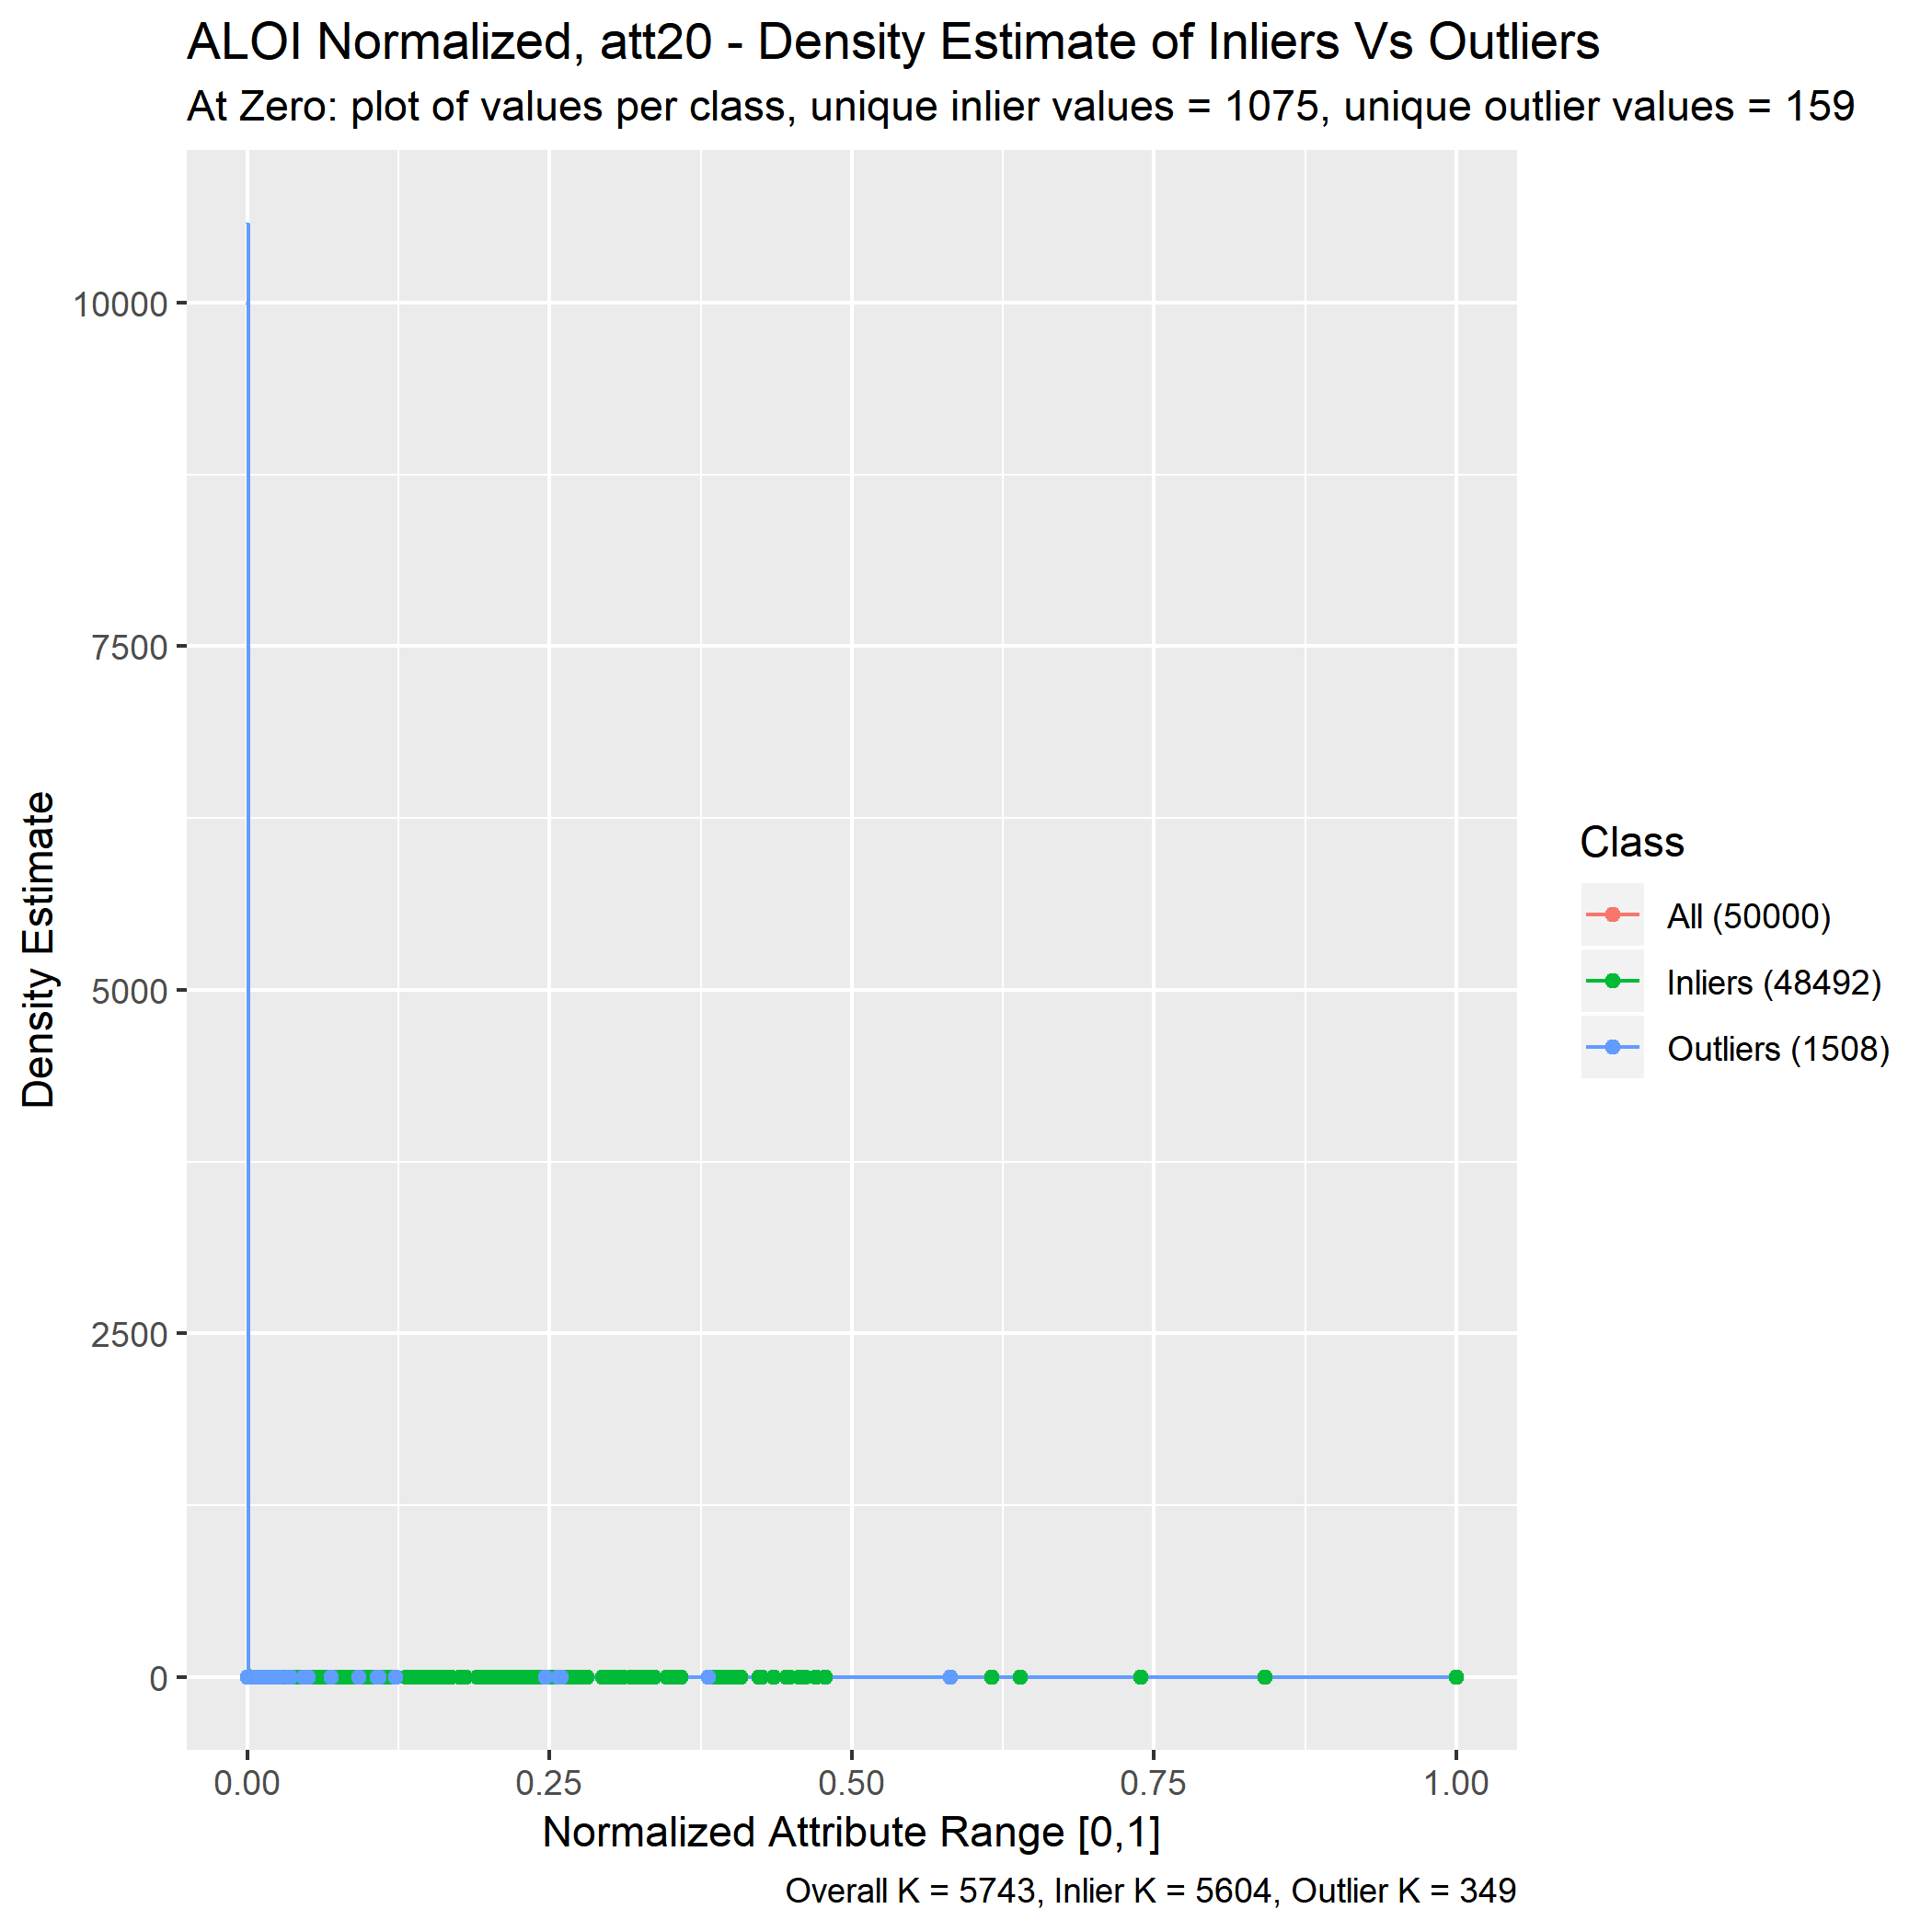 ALOI Normalized, att20 - Density Estimate of Inliers Vs Outliers
At Zero: plot of values per class, unique inlier values = 1075, unique outlier values = 159
Density Estimate
10000
7500
5000
2500
0
0.00
0.25
0.50
0.75
1.00
Normalized Attribute Range [0,1]
Overall K = 5743, Inlier K = 5604, Outlier K = 349
Class
All (50000)
Inliers (48492)
Outliers (1508)